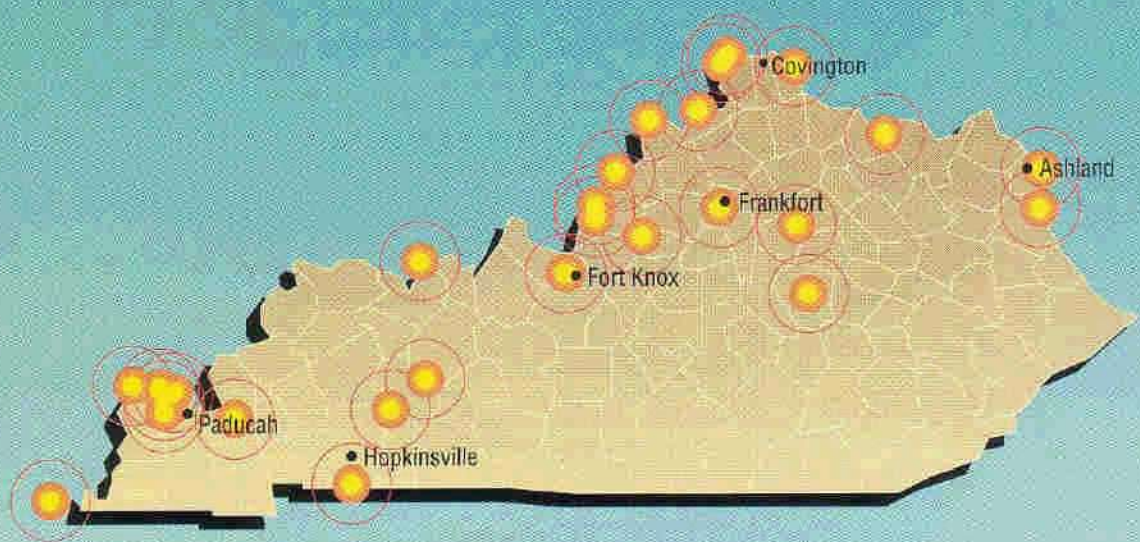 Covington
Ashland
Frankfort
Fort Knox
Paducah
Hopkinsville